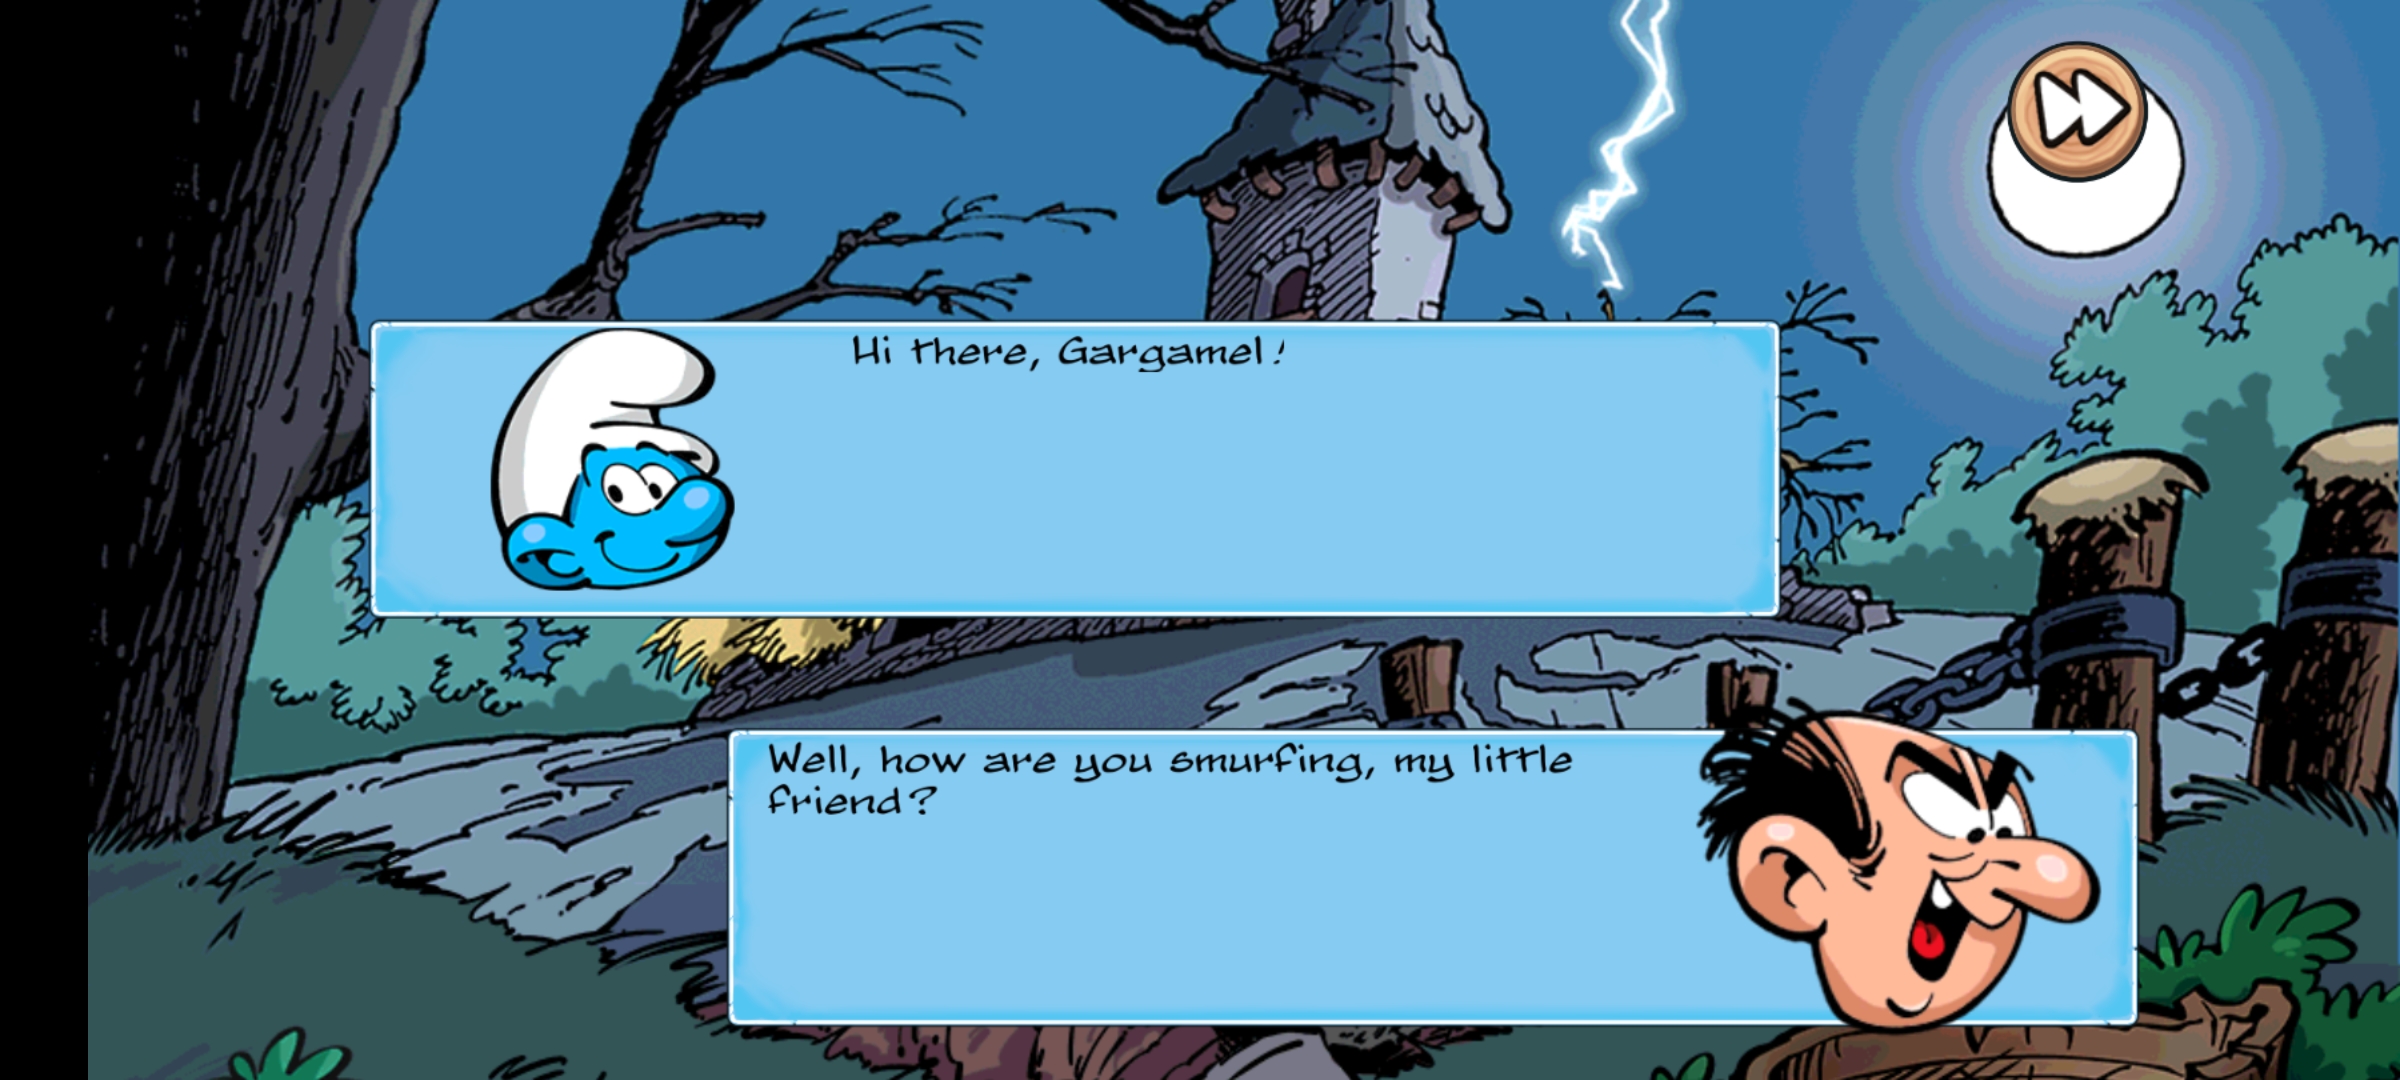 Hi there, Gargamel!
Well, how are you smurfing, my little
friend?